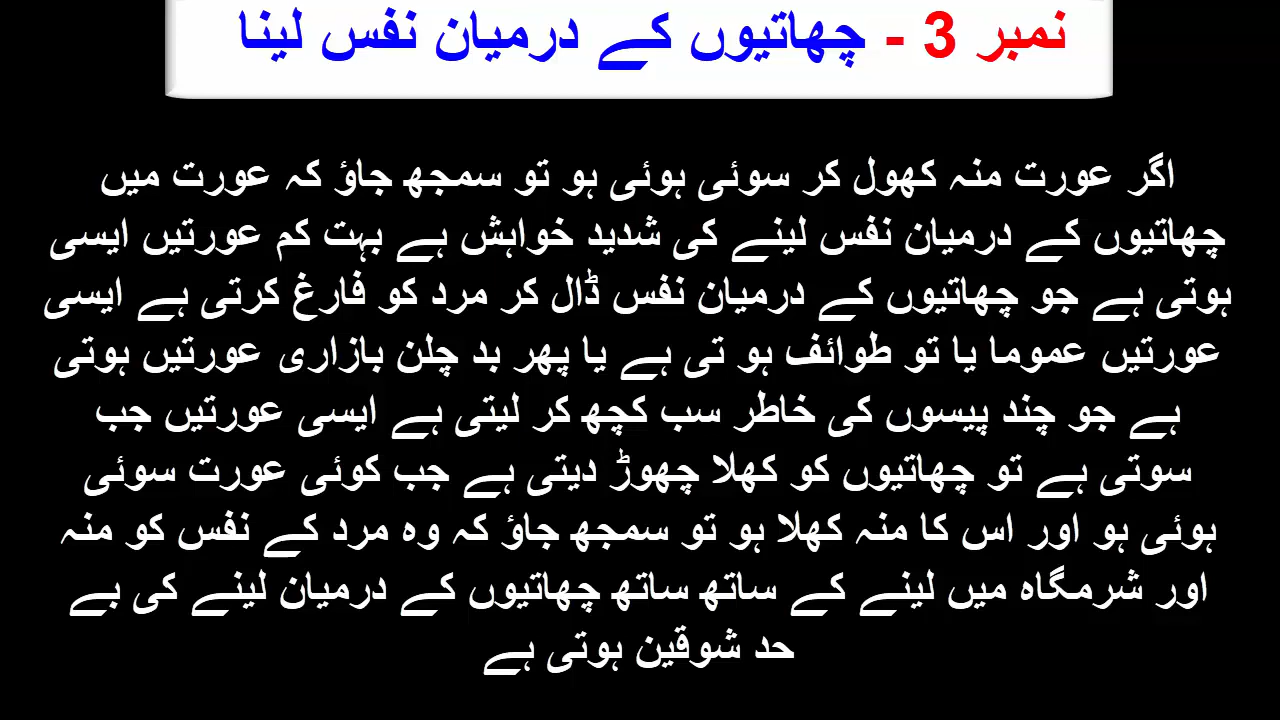 نمبر 3 - چھاتیوں کے درمیان نفس لینا
اگر عورت منہ کھول کر سوئی ہوئی ہو تو سمجھ جاؤ کہ عورت میں
چھاتیوں کے درمیان نفس لینے کی شدید خواہش ہے بہت کم عورتیں ایسی
ہوتی ہے جو چھاتیوں کے درمیان نفس ڈال کر مرد کو فارغ کرتی ہے ایسی
عورتیں عموما یا تو طوائف ہو تی ہے یا پھر بد چلن بازاری عورتیں ہوتی
ہے جو چند پیسوں کی خاطر سب کچھ کر لیتی ہے ایسی عورتیں جب
سوتی ہے تو چھاتیوں کو کھلا چھوڑ دیتی ہے جب کوئی عورت سوئی
ہوئی ہو اور اس کا منہ کھلا ہو تو سمجھ جاؤ کہ وہ مرد کے نفس کو منہ
اور شرمگاہ میں لینے کے ساتھ ساتھ چھاتیوں کے درمیان لینے کی بے
حد شوقین ہوتی ہے